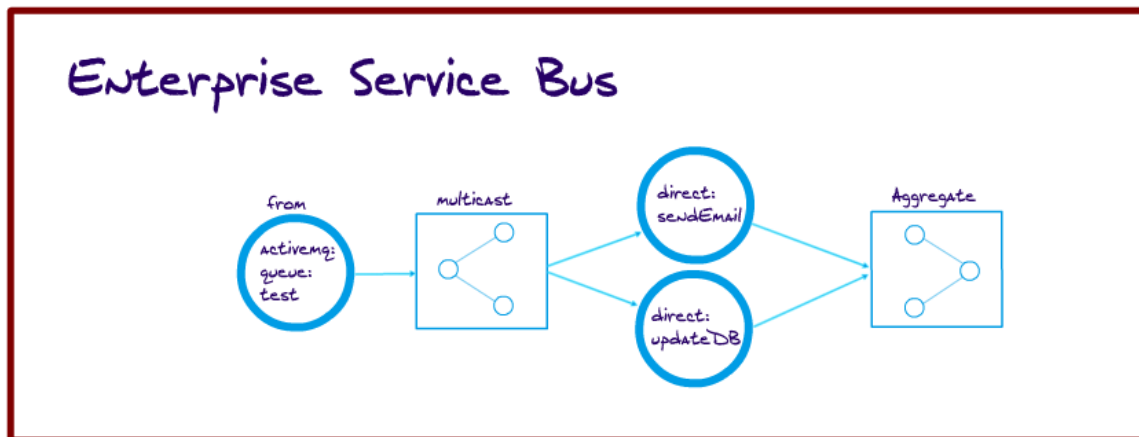 Enterprise Service Bus
from
activemq:
queue:
test
multicast
direct:
sendEmail
direct:
updateDB
Aggregate